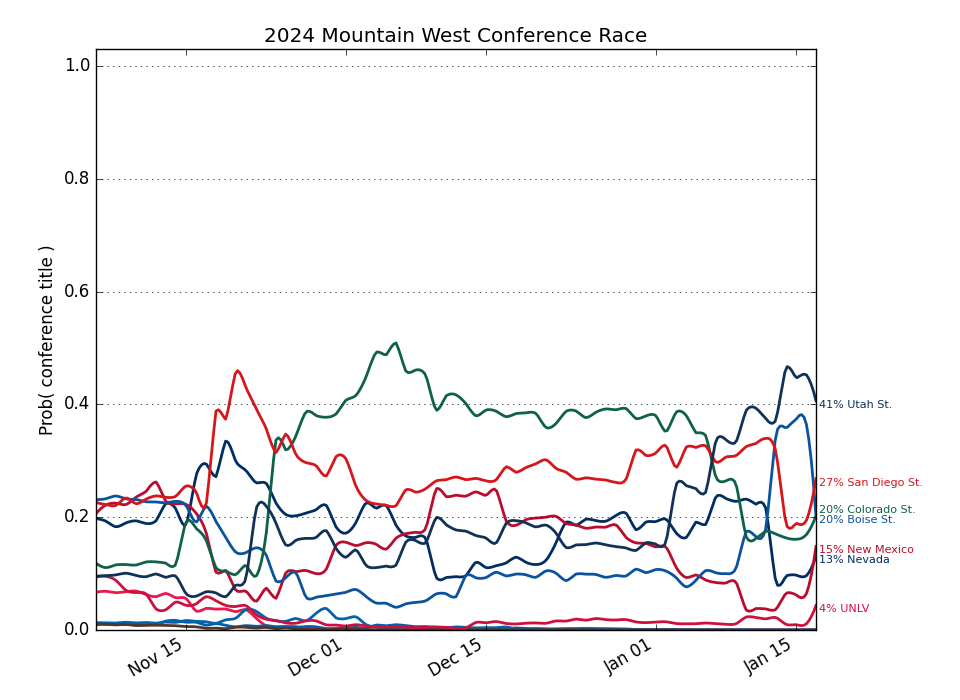 2024 Mountain West Conference Race
Prob( conference title )
1.0
0.8
0.6
0.4
0.2
0.0
Nov 15
Dec 01
Dec 15
Jan 01
Jan 15
41% Utah St.
27% San Diego St.
20% Colorado St.
20% Boise St.
15% New Mexico
13% Nevada
4% UNLV